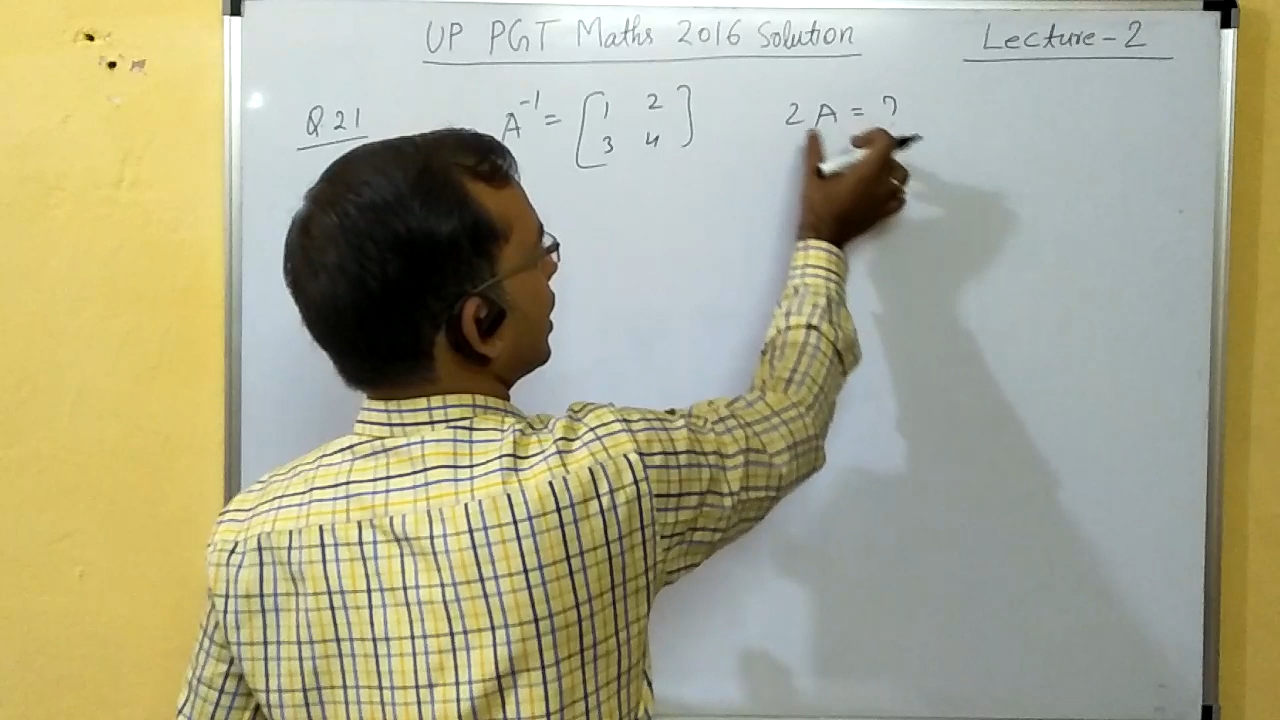 UP PGT Maths 2016 Solution Lecture-2
Q.21 A⁻¹ = [1 2
3 4] 2A = ?